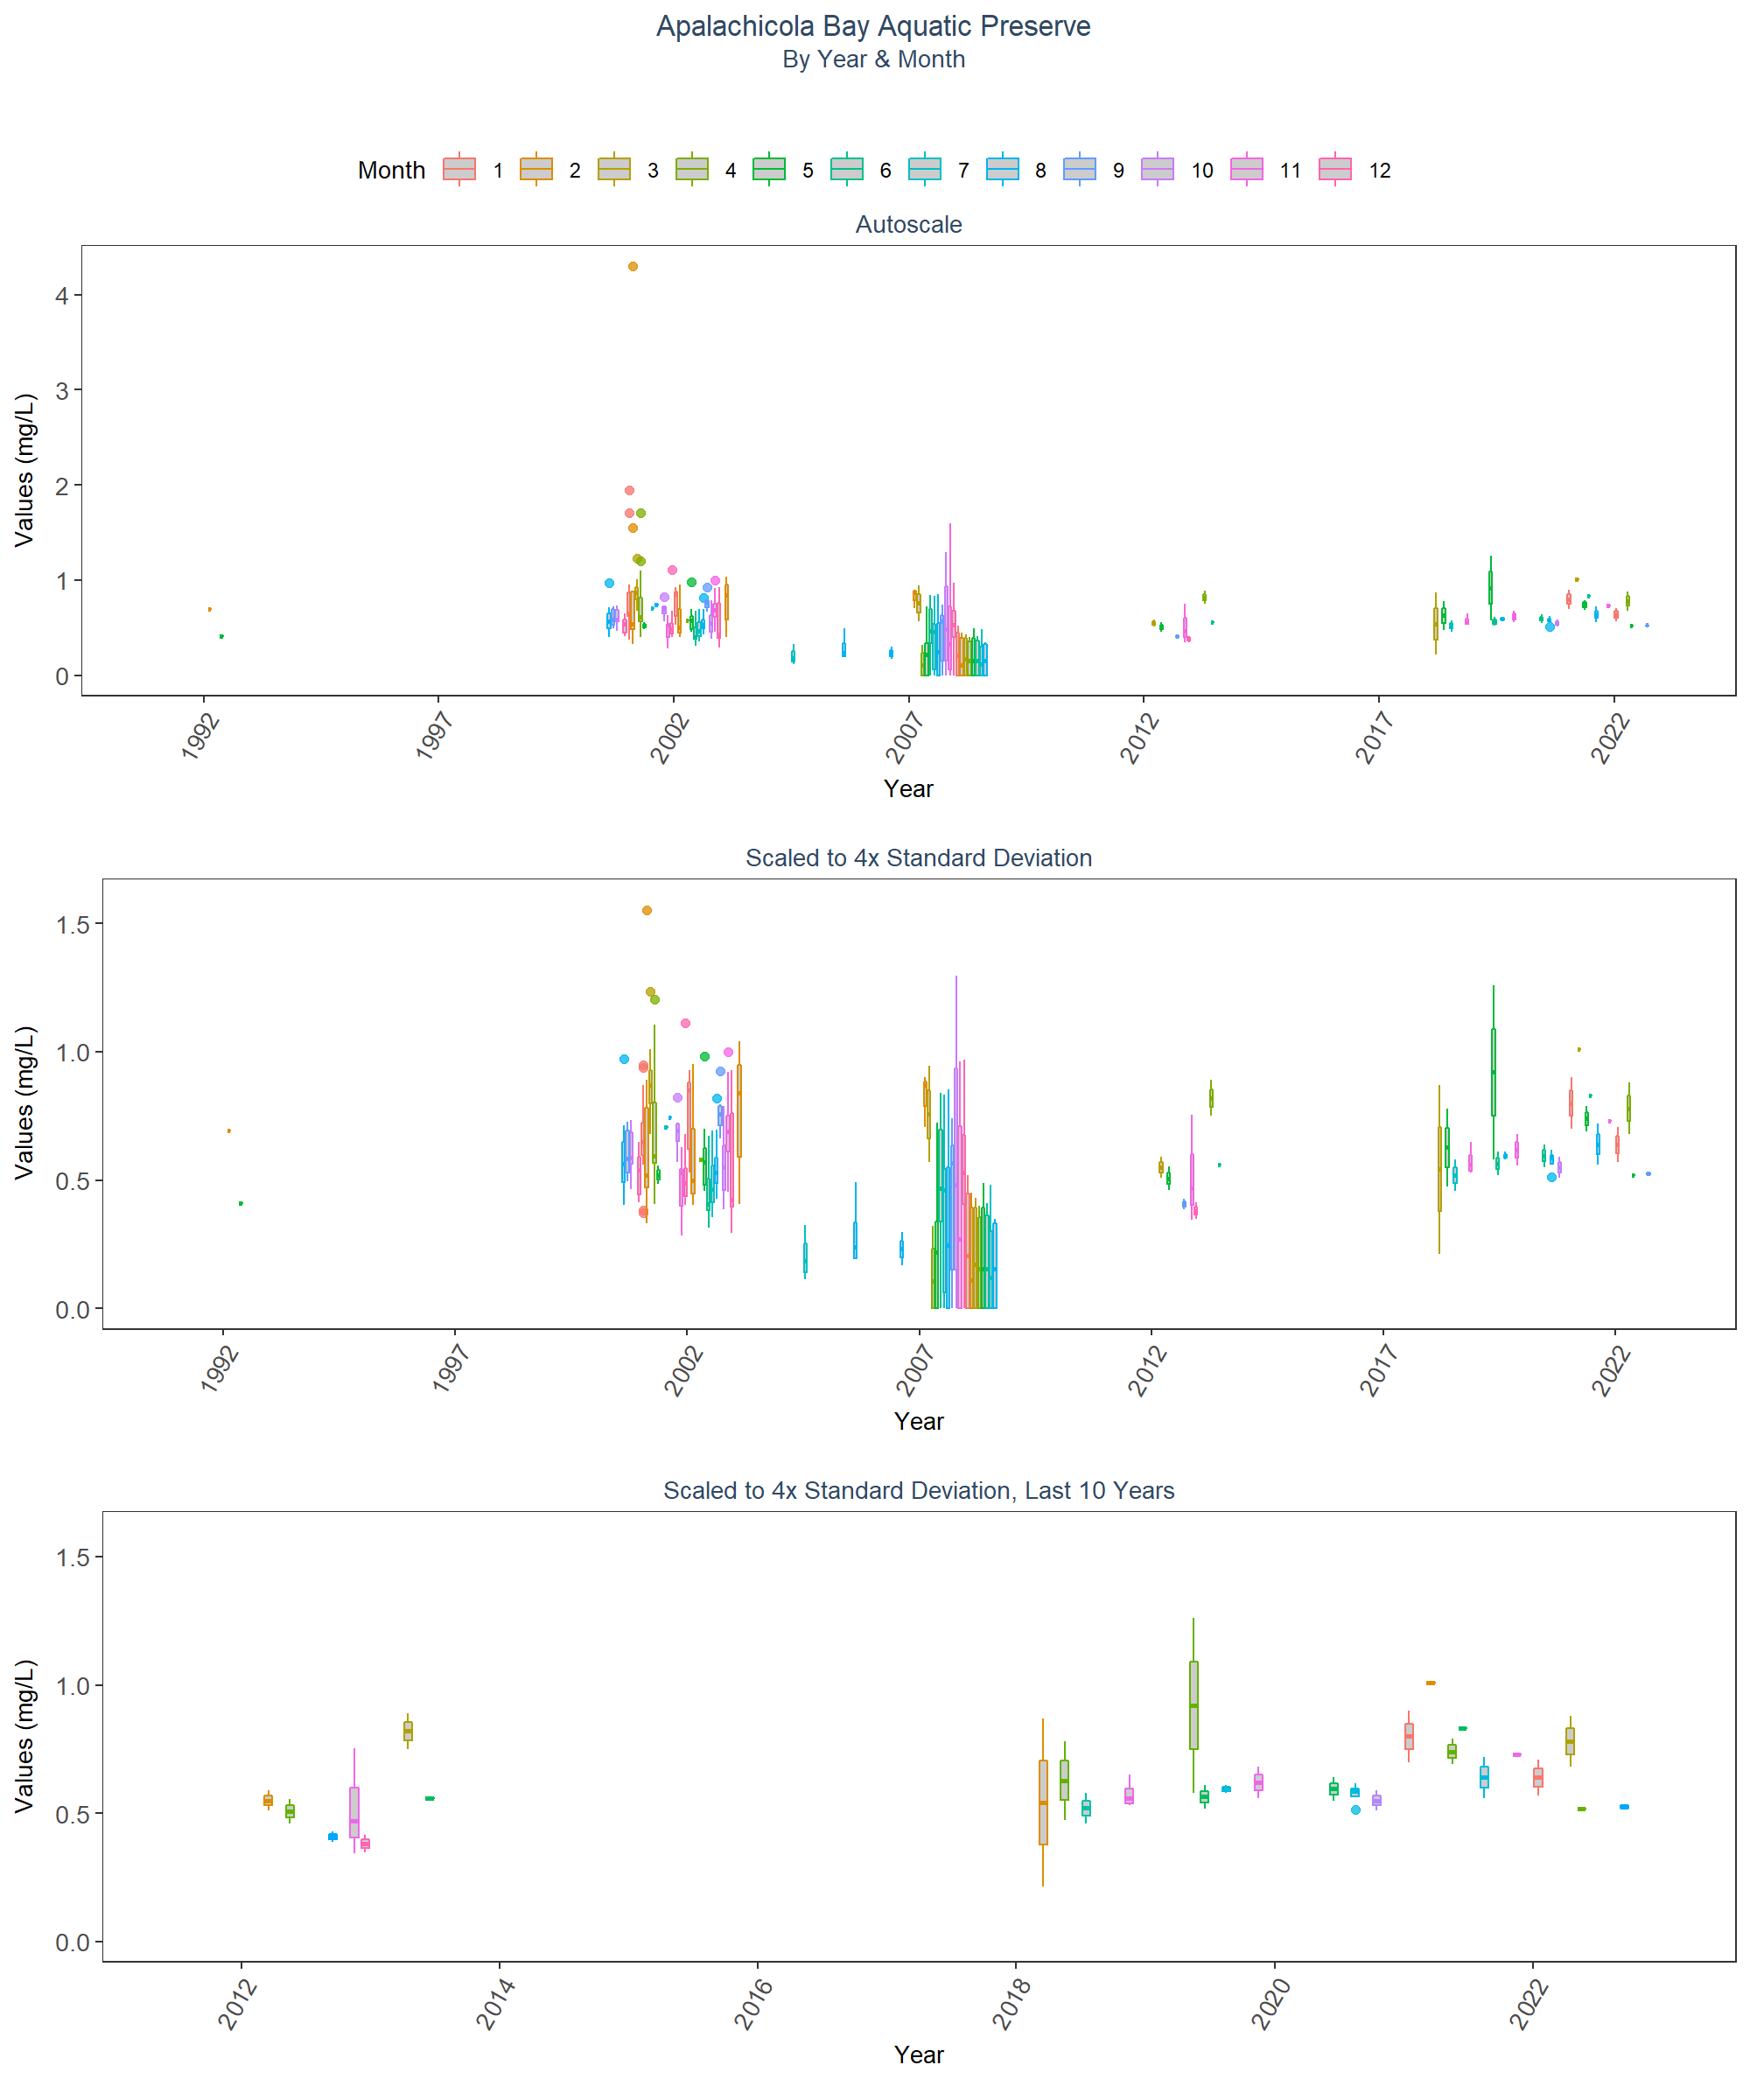 Apalachicola Bay Aquatic Preserve
By Year & Month
Month 1 2 3 4 5 6 7 8 9 10 11 12
Autoscale
Values (mg/L)
4
3
2
1
0
1992 1997 2002 2007 2012 2017 2022
Year
Scaled to 4x Standard Deviation
Values (mg/L)
1.5
1.0
0.5
0.0
1992 1997 2002 2007 2012 2017 2022
Year
Scaled to 4x Standard Deviation, Last 10 Years
Values (mg/L)
1.5
1.0
0.5
0.0
2012 2014 2016 2018 2020 2022
Year